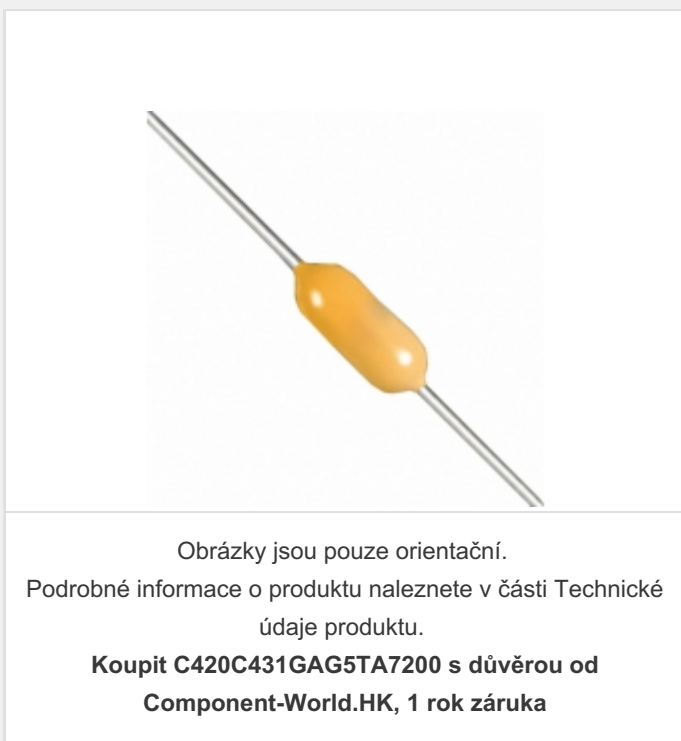 Obrázky jsou pouze orientační.
Podrobné informace o produktu naleznete v části Technické
údaje produktu.
Koupit C420C431GAG5TA7200 s důvěrou od
Component-World.HK, 1 rok záruka